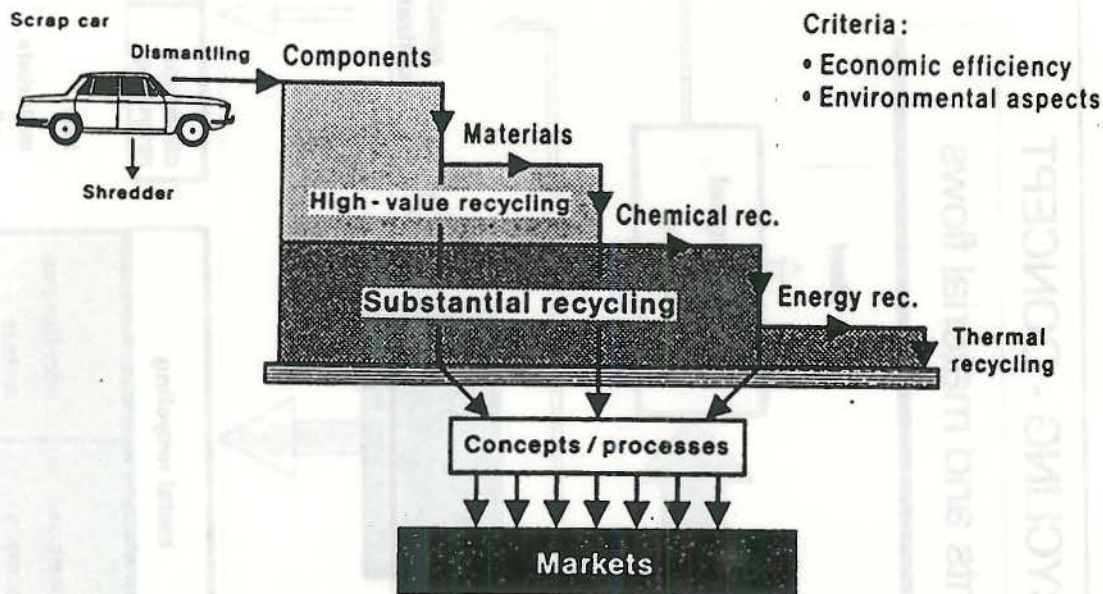 Scrap car
Dismantling
Components
Criteria:
• Economic efficiency
• Environmental aspects
Shredder
Materials
High-value recycling
Chemical rec.
Substantial recycling
Energy rec.
Thermal
recycling
Concepts / processes
Markets